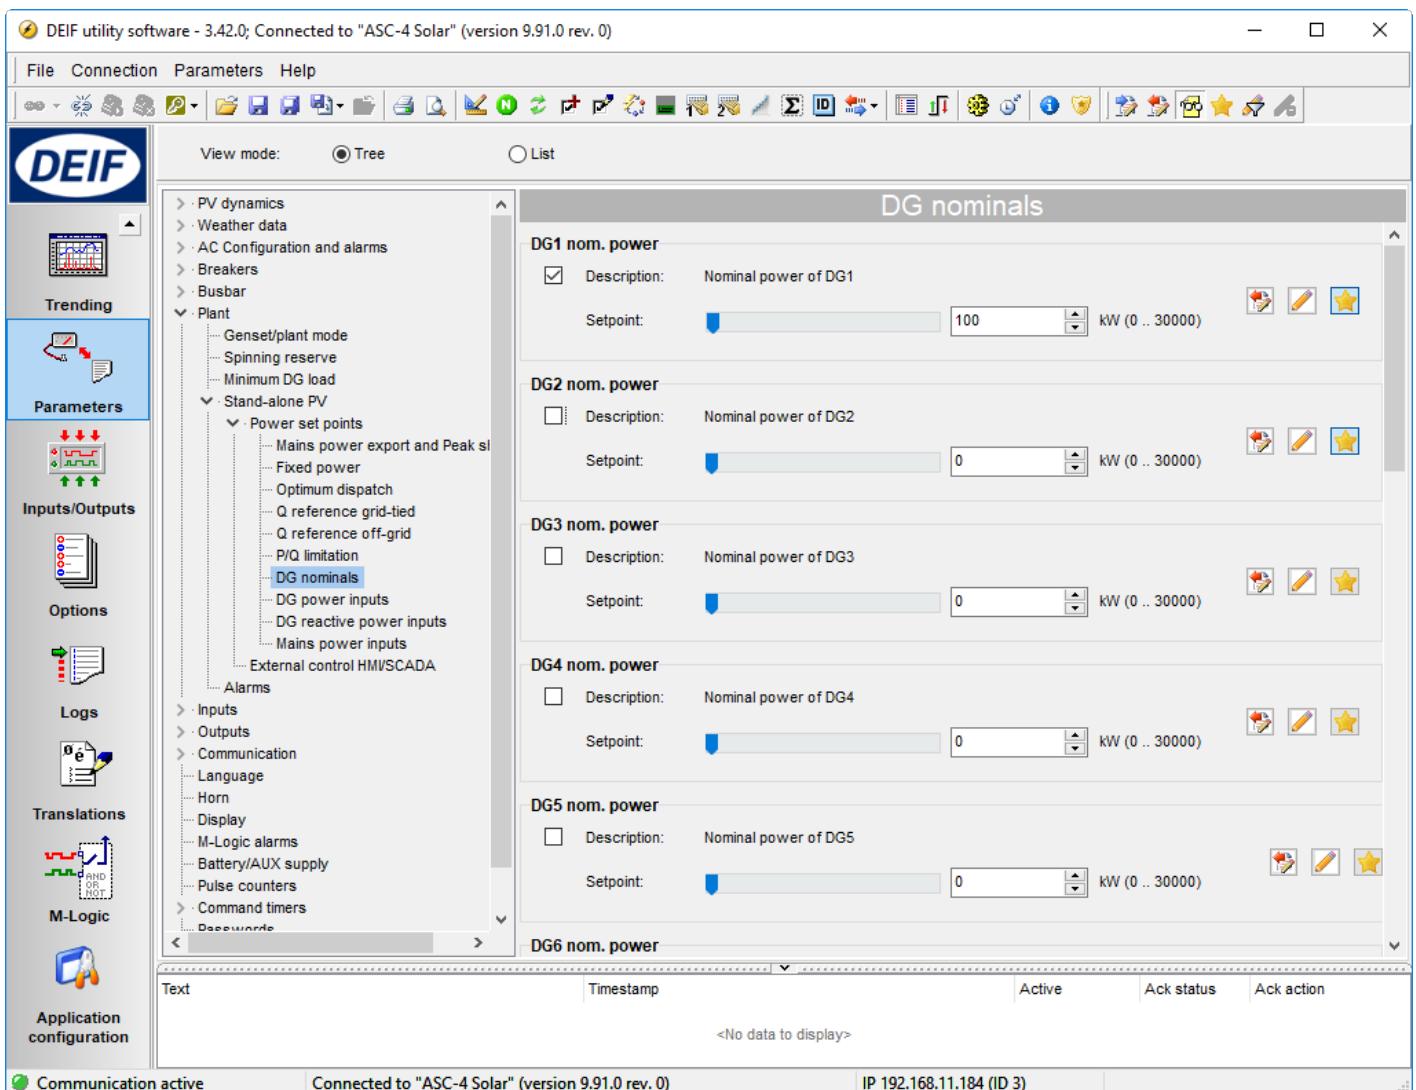 DEIF utility software - 3.42.0; Connected to "ASC-4 Solar" (version 9.91.0 rev. 0)
File Connection Parameters Help
DEIF
View mode: Tree List
Trending
Parameters
Inputs/Outputs
Options
Logs
Translations
AND
OR
NOT
M-Logic
Application
configuration
PV dynamics
Weather data
AC Configuration and alarms
Breakers
Busbar
Plant
Genset/plant mode
Spinning reserve
Minimum DG load
Stand-alone PV
Power set points
Mains power export and Peak sl
Fixed power
Optimum dispatch
Q reference grid-tied
Q reference off-grid
P/Q limitation
DG nominals
DG power inputs
DG reactive power inputs
Mains power inputs
External control HMI/SCADA
Alarms
Inputs
Outputs
Communication
Language
Horn
Display
M-Logic alarms
Battery/AUX supply
Pulse counters
Command timers
Passwords
DG nominals
DG1 nom. power
Description: Nominal power of DG1
Setpoint: 100 kW (0 .. 30000)
DG2 nom. power
Description: Nominal power of DG2
Setpoint: 0 kW (0 .. 30000)
DG3 nom. power
Description: Nominal power of DG3
Setpoint: 0 kW (0 .. 30000)
DG4 nom. power
Description: Nominal power of DG4
Setpoint: 0 kW (0 .. 30000)
DG5 nom. power
Description: Nominal power of DG5
Setpoint: 0 kW (0 .. 30000)
DG6 nom. power
Text Timestamp Active Ack status Ack action
<No data to display>
Communication active Connected to "ASC-4 Solar" (version 9.91.0 rev. 0) IP 192.168.11.184 (ID 3)